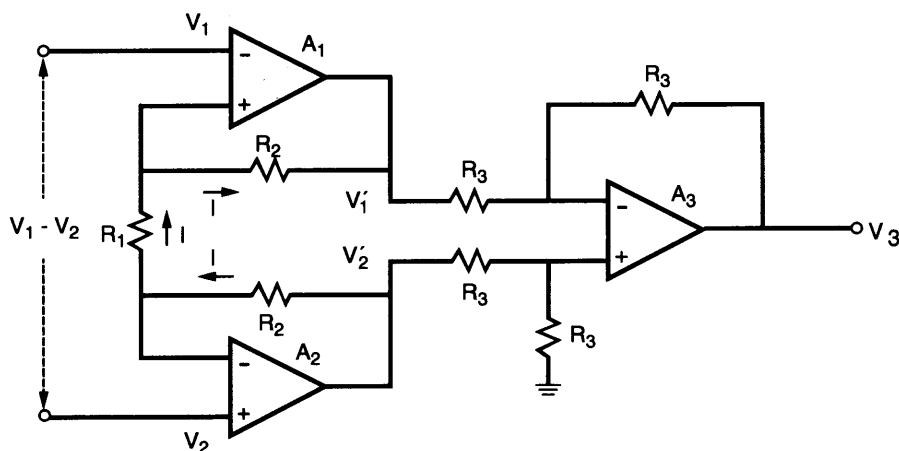 V1
A1
-
+
R3
R2
R3
V1′
A3
-
+
V3
V1 - V2
R1
I
I
I
V2′
R3
R2
R3
A2
-
+
V2